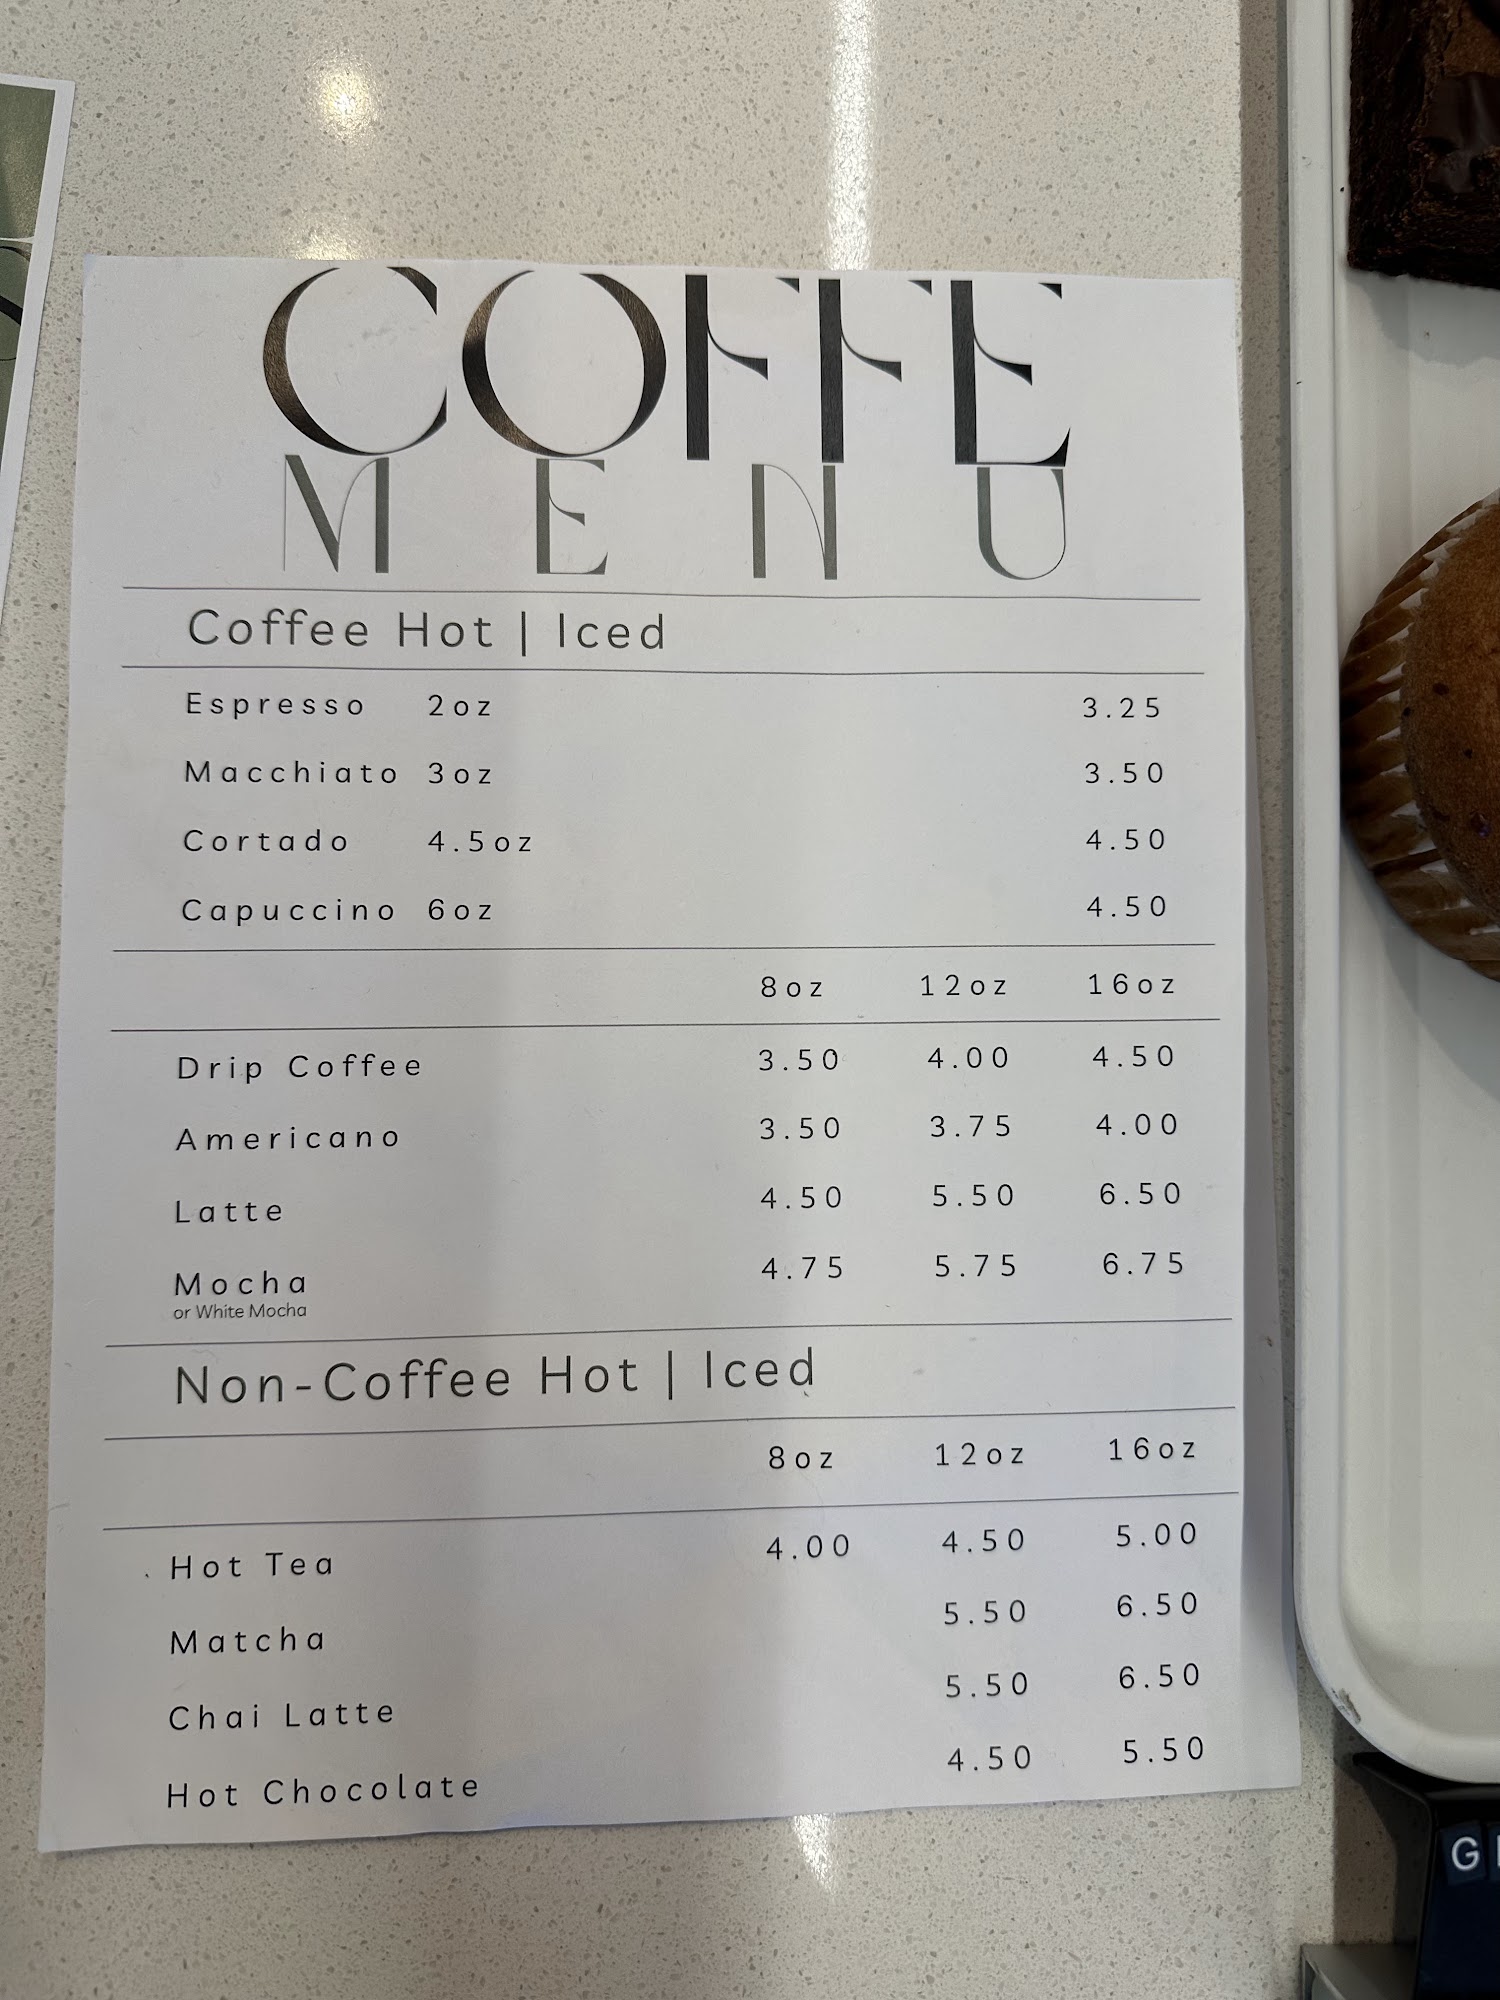 COFFE
MENU
Coffee Hot | Iced
Espresso 2oz 3.25
Macchiato 3oz 3.50
Cortado 4.5oz 4.50
Capuccino 6oz 4.50
8oz 12oz 16oz
Drip Coffee 3.50 4.00 4.50
Americano 3.50 3.75 4.00
Latte 4.50 5.50 6.50
Mocha 4.75 5.75 6.75
or White Mocha
Non-Coffee Hot | Iced
8oz 12oz 16oz
Hot Tea 4.00 4.50 5.00
Matcha 5.50 6.50
Chai Latte 5.50 6.50
Hot Chocolate 4.50 5.50